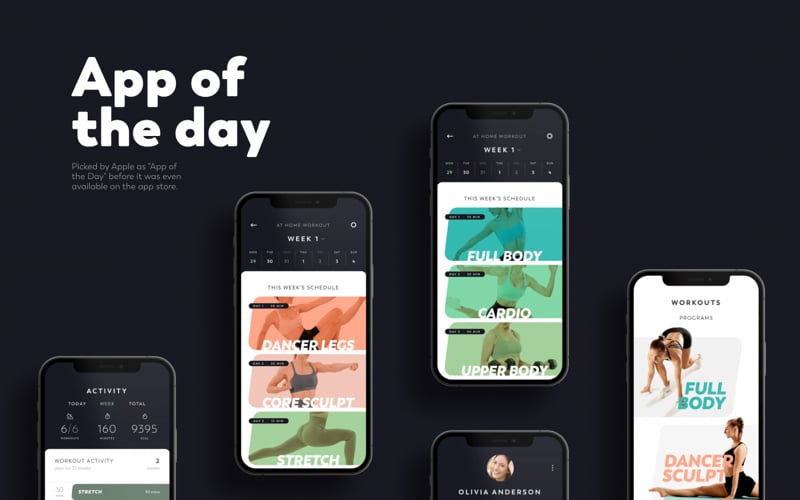 App of
the day
Picked by Apple as "App of
the Day" before it was even
available on the app store.
ACTIVITY
TODAY WEEK TOTAL
6/6 160 9395
WORKOUTS MINUTES KCAL
WORKOUT ACTIVITY 2
plan for 12 weeks weeks
30 STRETCH 30 mins
AT HOME WORKOUT
WEEK 1
MON TUE WED THU FRI SAT SUN
29 30 31 1 2 3 4
THIS WEEK'S SCHEDULE
DAY 1 30 MIN
DANCER LEGS
DAY 2 30 MIN
CORE SCULPT
STRETCH
AT HOME WORKOUT
WEEK 1
MON TUE WED THU FRI SAT SUN
29 30 31 1 2 3 4
THIS WEEK'S SCHEDULE
DAY 1 30 MIN
FULL BODY
DAY 2 30 MIN
CARDIO
DAY 3 30 MIN
UPPER BODY
OLIVIA ANDERSON
WORKOUTS
PROGRAMS
FULL
BODY
DANCER
SCULPT